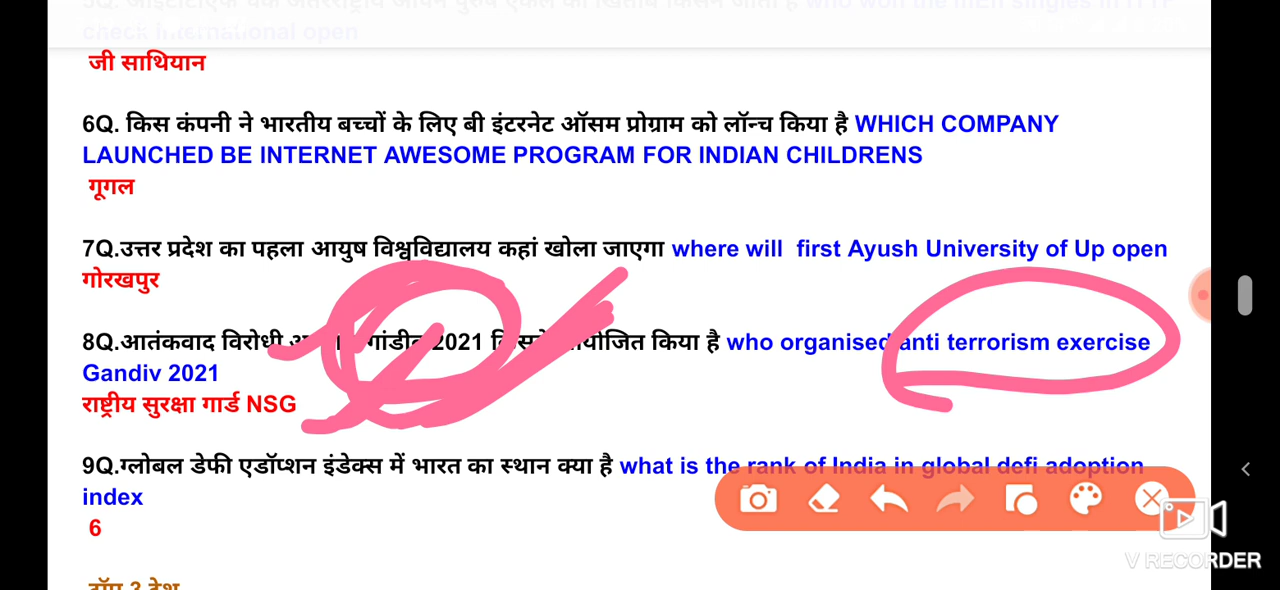 check international open
जी साथियान
6Q. किस कंपनी ने भारतीय बच्चों के लिए बी इंटरनेट ऑसम प्रोग्राम को लॉन्च किया है WHICH COMPANY
LAUNCHED BE INTERNET AWESOME PROGRAM FOR INDIAN CHILDRENS
गूगल
7Q.उत्तर प्रदेश का पहला आयुष विश्वविद्यालय कहां खोला जाएगा where will first Ayush University of Up open
गोरखपुर
8Q.आतंकवाद विरोधी गांडीव 2021 किया है who organised anti terrorism exercise
Gandiv 2021
राष्ट्रीय सुरक्षा गार्ड NSG
9Q.ग्लोबल डेफी एडॉप्शन इंडेक्स में भारत का स्थान क्या है what is the rank of India in global defi adoption
index
6
V RECORDER